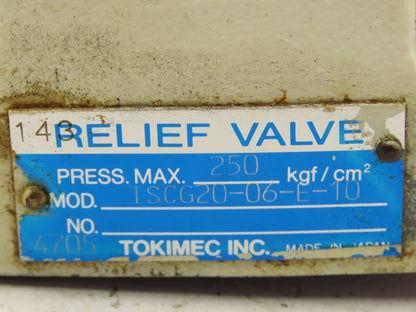 143 RELIEF VALVE
PRESS. MAX. 250 kgf/cm²
MOD. TSCG20-06-E-10
NO. 4705
TOKIMEC INC. MADE IN JAPAN